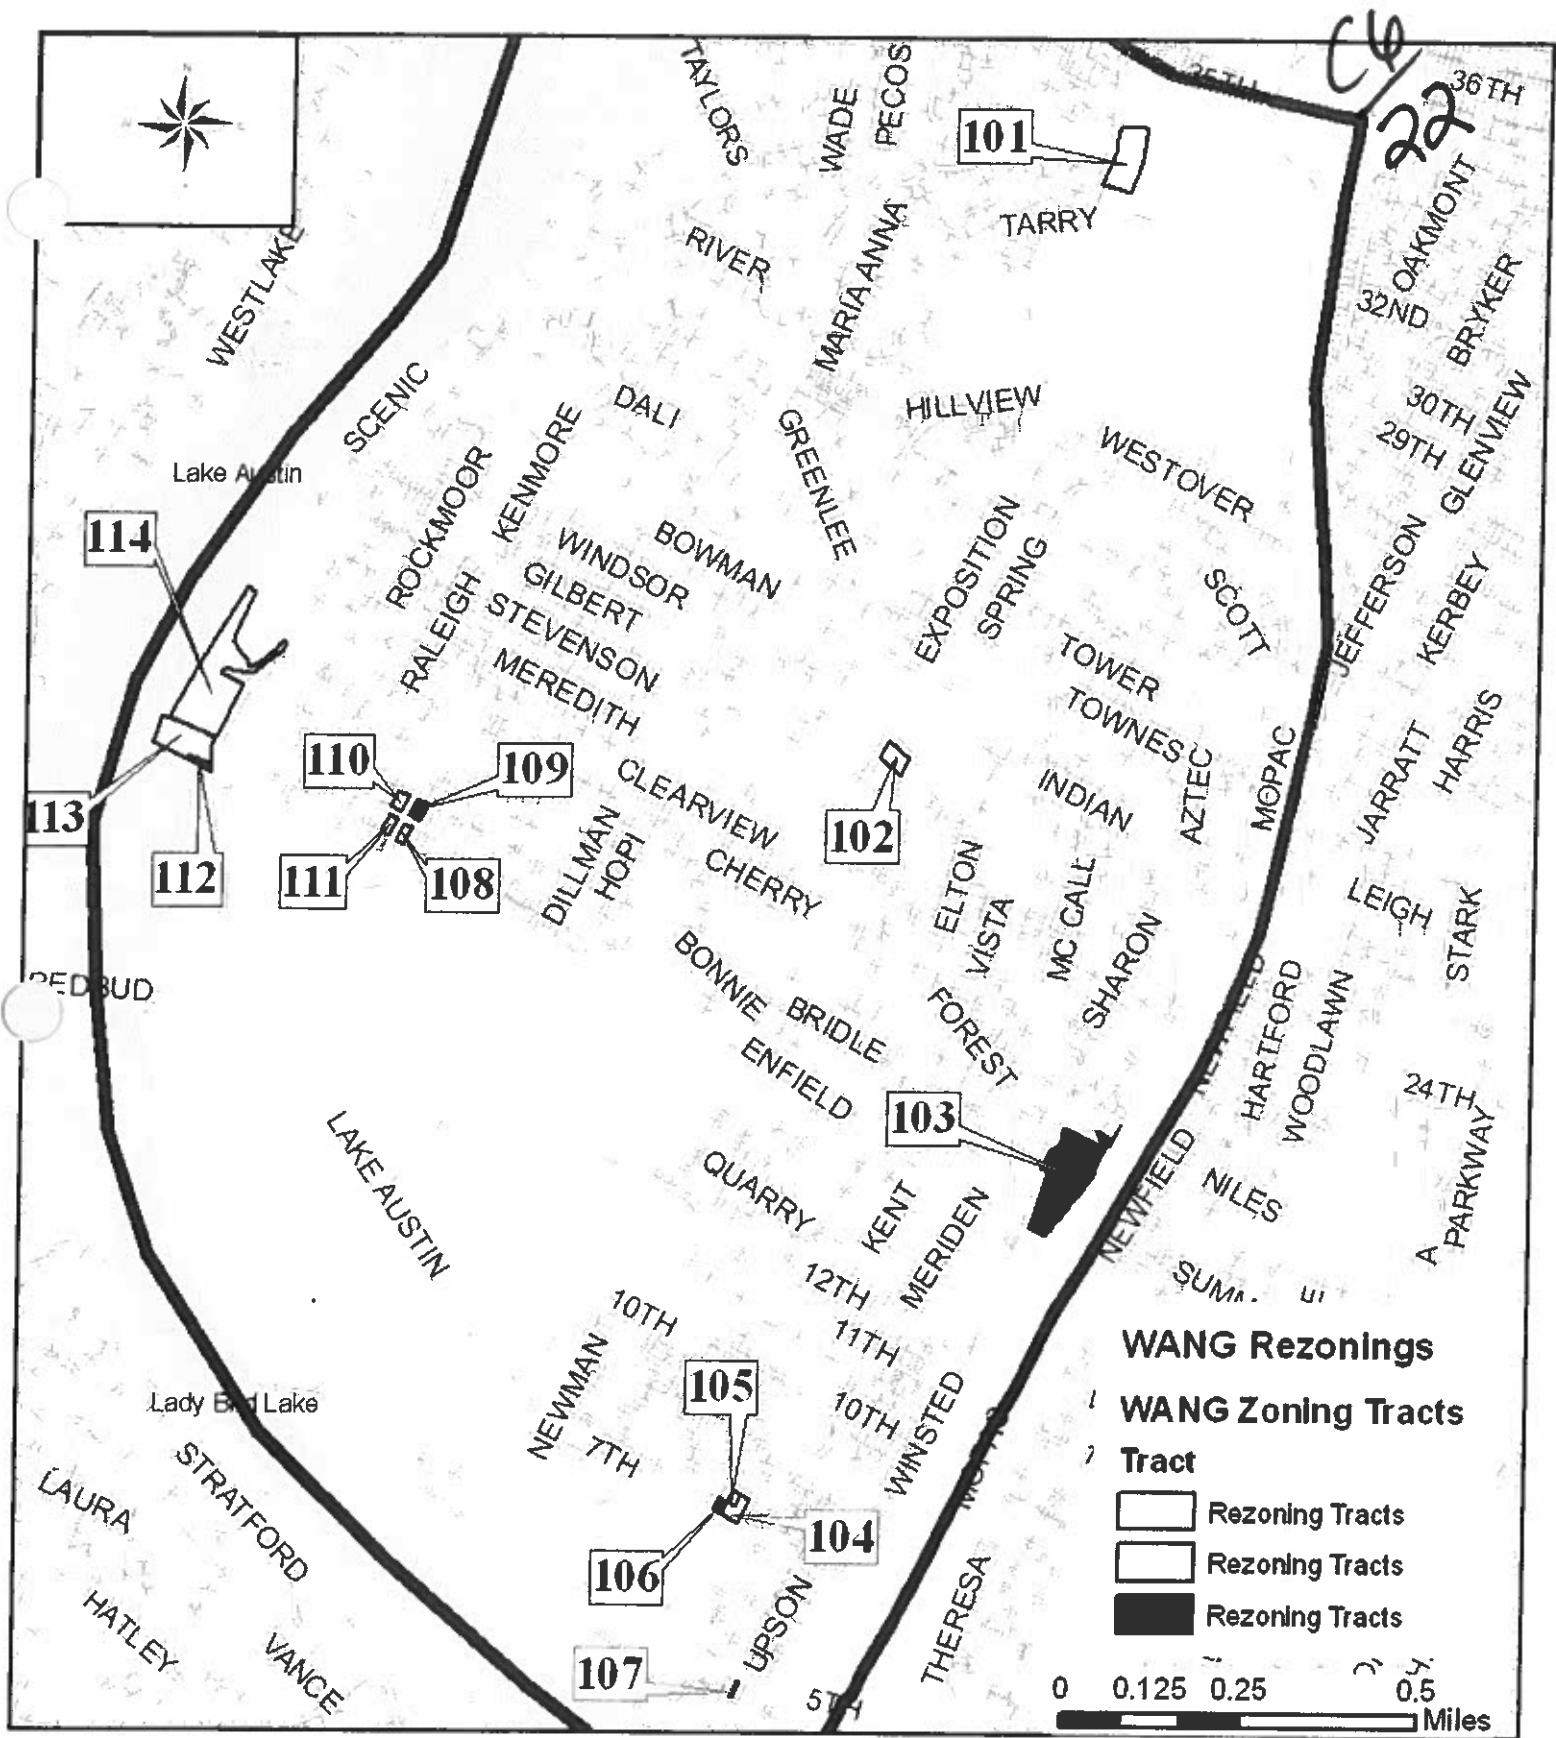 C6
22
TAYLORS
WADE
PECOS
35TH
36TH
101
TARRY
OAKMONT
RIVER
MARIA ANNA
WESTLAKE
32ND
BRYKER
SCENIC
DALI
HILLVIEW
30TH
29TH
GLENVIEW
KENMORE
GREENLEE
WESTOVER
Lake Austin
ROCKMOOR
114
WINDSOR
BOWMAN
EXPOSITION
SPRING
GILBERT
STEVENSON
SCOTT
JEFFERSON
KERBEY
RALEIGH
MEREDITH
TOWER
TOWNES
110
109
CLEARVIEW
INDIAN
AZTEC
MOPAC
JARRATT
HARRIS
113
112
111
108
DILLMAN
HOPI
CHERRY
102
ELTON
VISTA
MC CALL
SHARON
LEIGH
STARK
REDBUD
BONNIE
BRIDLE
FOREST
NEWFIELD
HARTFORD
WOODLAWN
ENFIELD
24TH
103
LAKE AUSTIN
QUARRY
KENT
MERIDEN
NEWFIELD
NILES
A
PARKWAY
12TH
10TH
11TH
NEWMAN
105
10TH
WINSTED
MOPAC
Lady Bird Lake
7TH
LAURA
STRATFORD
104
106
UPSON
THERESA
HATLEY
VANCE
107
5TH
WANG Rezonings
WANG Zoning Tracts
Tract
Rezoning Tracts
Rezoning Tracts
Rezoning Tracts
0 0.125 0.25 0.5
Miles